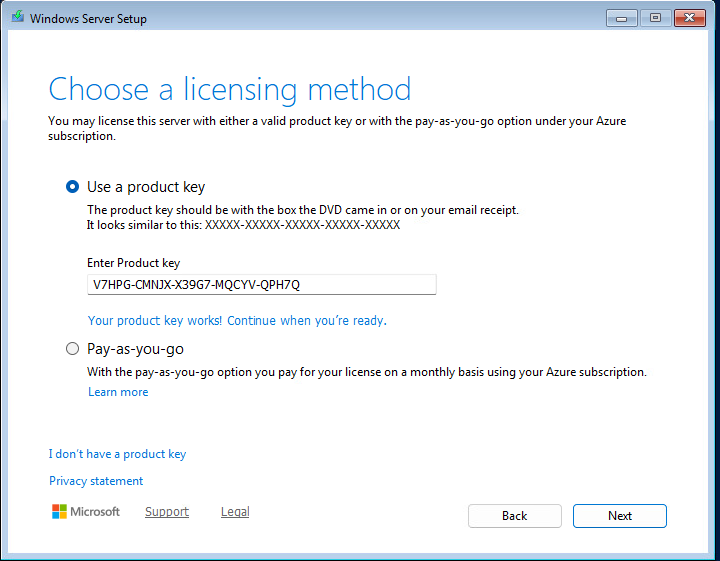 Windows Server Setup
Choose a licensing method
You may license this server with either a valid product key or with the pay-as-you-go option under your Azure
subscription.
Use a product key
The product key should be with the box the DVD came in or on your email receipt.
It looks similar to this: XXXXX-XXXXX-XXXXX-XXXXX-XXXXX
Enter Product key
V7HPG-CMNJX-X39G7-MQCYV-QPH7Q
Your product key works! Continue when you're ready.
Pay-as-you-go
With the pay-as-you-go option you pay for your license on a monthly basis using your Azure subscription.
Learn more
I don't have a product key
Privacy statement
Microsoft Support Legal Back Next